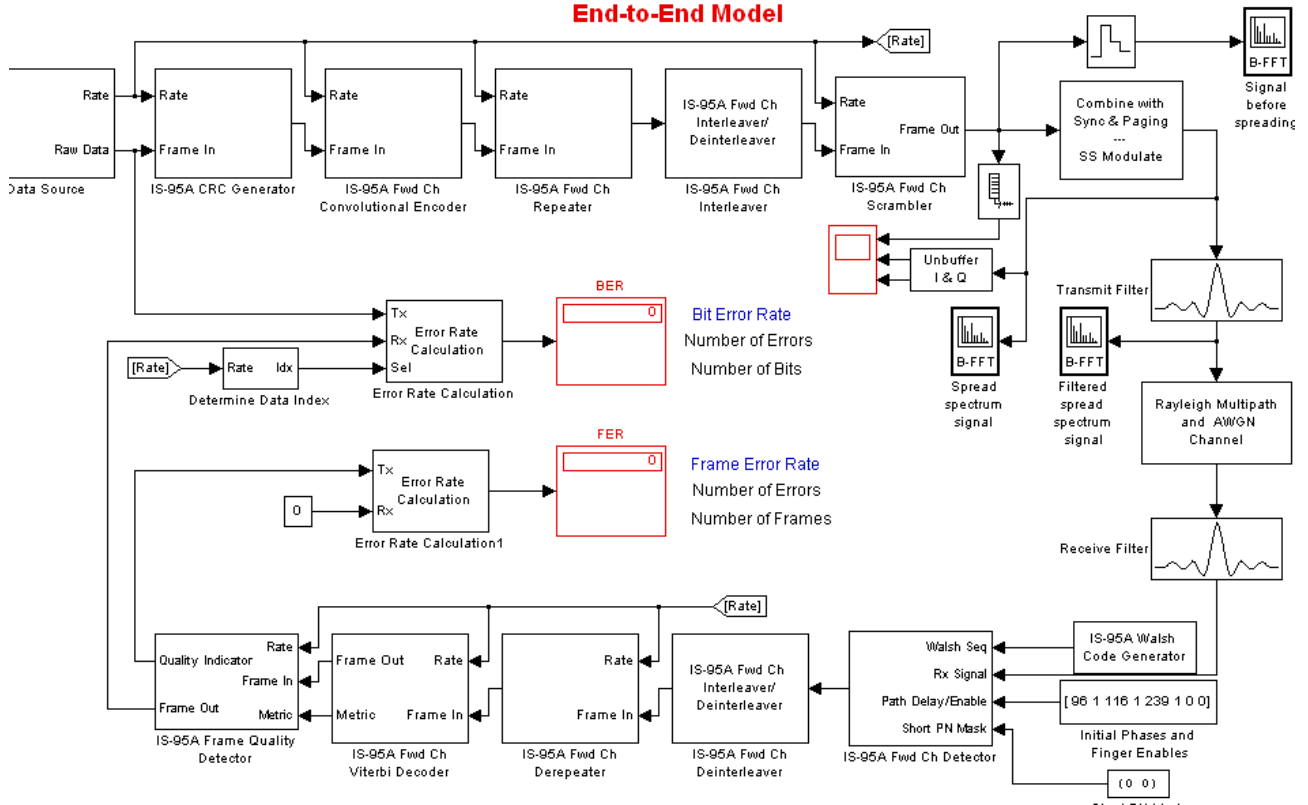 End-to-End Model
[Rate]
B-FFT
Signal
before
spreading
Rate
Raw Data
Data Source
Rate
Frame In
IS-95A CRC Generator
Rate
Frame In
IS-95A Fwd Ch
Convolutional Encoder
Rate
Frame In
IS-95A Fwd Ch
Repeater
IS-95A Fwd Ch
Interleaver/
Deinterleaver
IS-95A Fwd Ch
Interleaver
Rate
Frame In
Frame Out
IS-95A Fwd Ch
Scrambler
Combine with
Sync & Paging
---
SS Modulate
Unbuffer
I & Q
Transmit Filter
B-FFT
Spread
spectrum
signal
B-FFT
Filtered
spread
spectrum
signal
Rayleigh Multipath
and AWGN
Channel
Receive Filter
BER
0
Bit Error Rate
Number of Errors
Number of Bits
Tx
Rx
Sel
Error Rate
Calculation
Error Rate Calculation
[Rate]
Rate
Idx
Determine Data Index
FER
0
Frame Error Rate
Number of Errors
Number of Frames
Tx
Rx
Error Rate
Calculation
Error Rate Calculation1
0
[Rate]
Rate
Quality Indicator
Frame In
Frame Out
Metric
IS-95A Frame Quality
Detector
Frame Out
Rate
Metric
Frame In
IS-95A Fwd Ch
Viterbi Decoder
Rate
Frame In
IS-95A Fwd Ch
Derepeater
IS-95A Fwd Ch
Interleaver/
Deinterleaver
IS-95A Fwd Ch
Deinterleaver
Walsh Seq
Rx Signal
Path Delay/Enable
Short PN Mask
IS-95A Fwd Ch Detector
IS-95A Walsh
Code Generator
[ 96 1 116 1 239 1 0 0]
Initial Phases and
Finger Enables
(0 0)